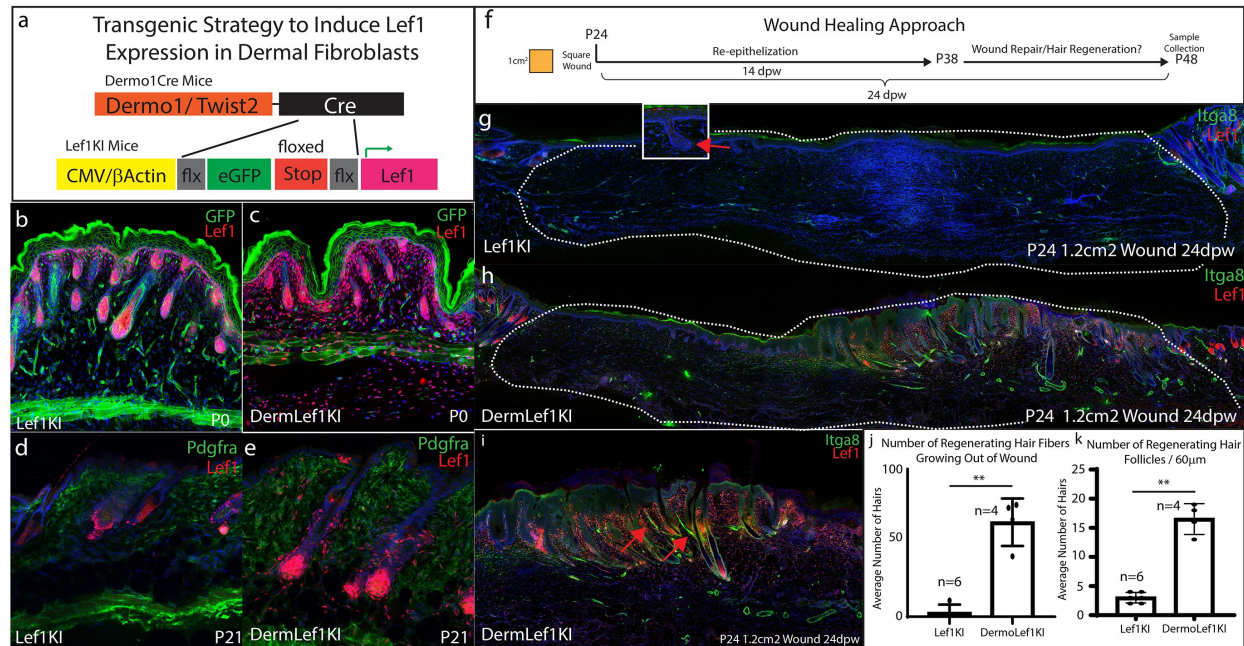 a
Transgenic Strategy to Induce Lef1
Expression in Dermal Fibroblasts
Dermo1Cre Mice
Dermo1/Twist2
Cre
Lef1KI Mice
floxed
CMV/βActin
flx
eGFP
Stop
flx
Lef1
b
GFP
Lef1
Lef1KI
P0
c
GFP
Lef1
DermLef1KI
P0
d
Pdgfra
Lef1
Lef1KI
P21
e
Pdgfra
Lef1
DermLef1KI
P21
f
Wound Healing Approach
1cm²
Square
Wound
P24
Re-epithelization
14 dpw
P38
Wound Repair/Hair Regeneration?
Sample
Collection
P48
24 dpw
g
Itga8
Lef1
Lef1KI
P24 1.2cm2 Wound 24dpw
h
Itga8
Lef1
DermLef1KI
P24 1.2cm2 Wound 24dpw
i
Itga8
Lef1
DermLef1KI
P24 1.2cm2 Wound 24dpw
j
Number of Regenerating Hair Fibers
Growing Out of Wound
Average Number of Hairs
100
50
0
**
n=6
n=4
Lef1KI
DermoLef1KI
k
Number of Regenerating Hair
Follicles / 60μm
Average Number of Hairs
25
20
15
10
5
0
**
n=6
n=4
Lef1KI
DermoLef1KI